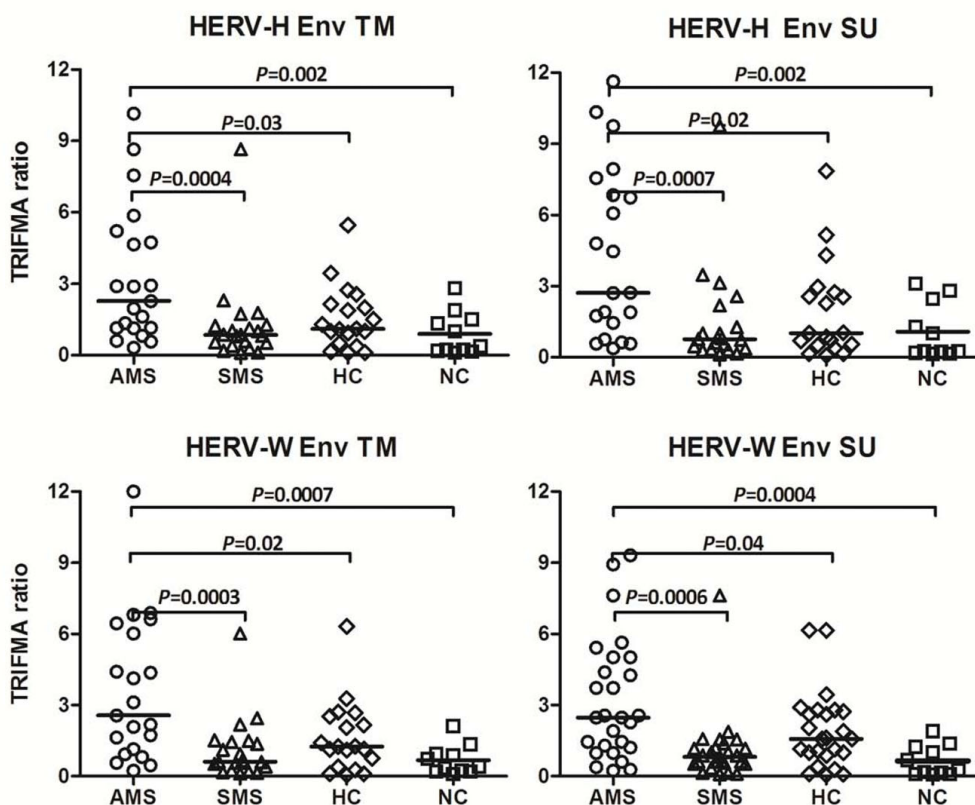 HERV-H Env TM
12
9
6
3
0
TRIFMA ratio
P=0.002
P=0.03
P=0.0004
AMS SMS HC NC
HERV-H Env SU
12
9
6
3
0
P=0.002
P=0.02
P=0.0007
AMS SMS HC NC
HERV-W Env TM
12
9
6
3
0
TRIFMA ratio
P=0.0007
P=0.02
P=0.0003
AMS SMS HC NC
HERV-W Env SU
12
9
6
3
0
P=0.0004
P=0.04
P=0.0006
AMS SMS HC NC